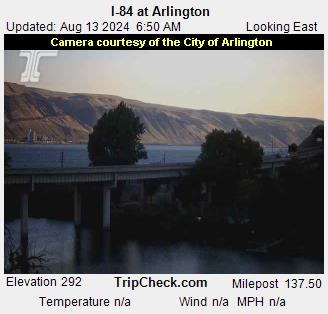 I-84 at Arlington
Updated: Aug 13 2024 6:50 AM Looking East
Camera courtesy of the City of Arlington
Elevation 292 TripCheck.com Milepost 137.50
Temperature n/a Wind n/a MPH n/a